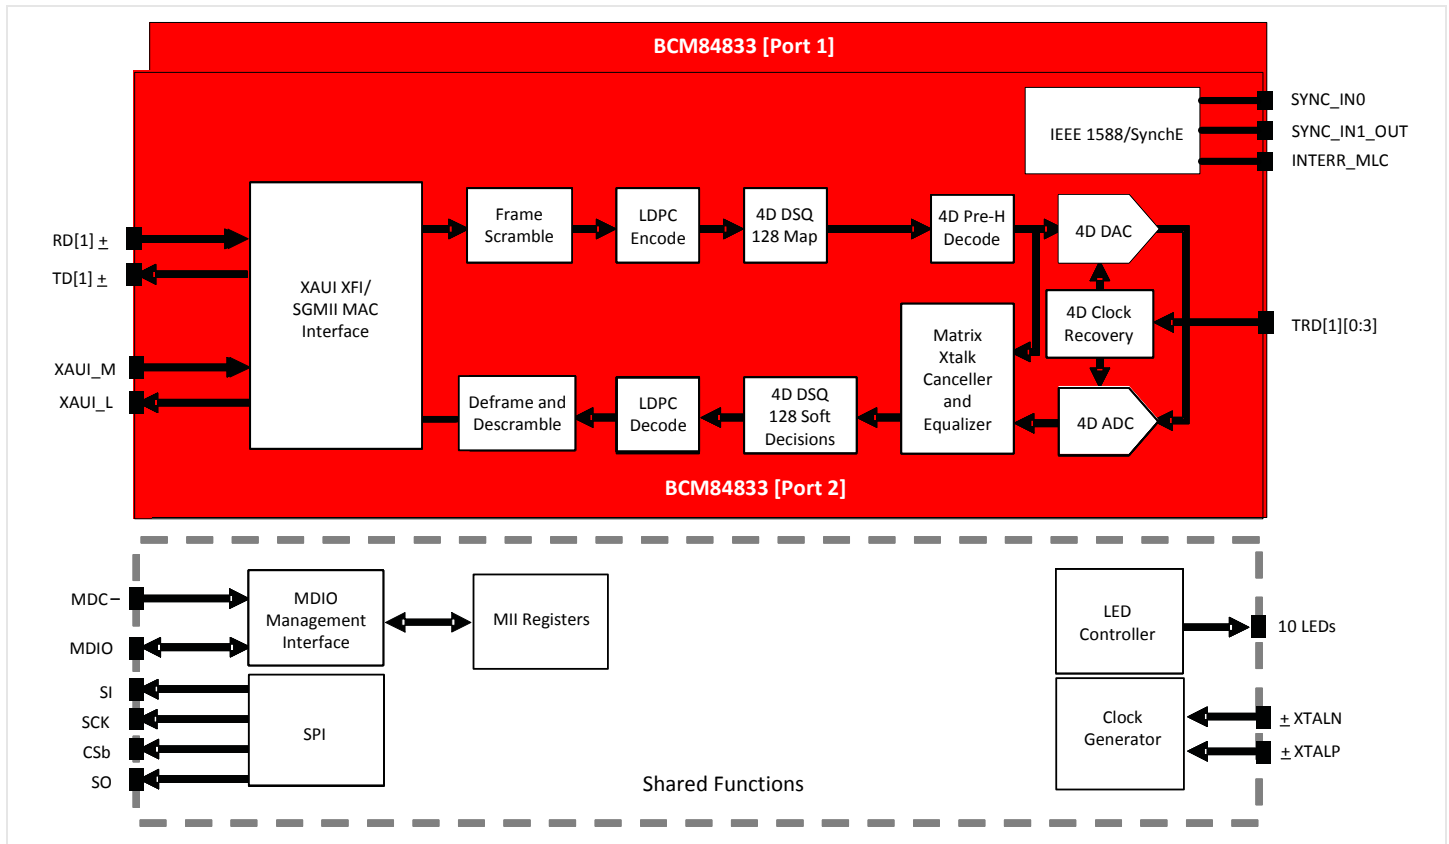 BCM84833 [Port 1]
IEEE 1588/SynchE
SYNC_IN0
SYNC_IN1_OUT
INTERR_MLC
RD[1] ±
TD[1] ±
XAUI_M
XAUI_L
XAUI XFI/
SGMII MAC
Interface
Frame
Scramble
LDPC
Encode
4D DSQ
128 Map
4D Pre-H
Decode
4D DAC
4D Clock
Recovery
TRD[1][0:3]
Deframe and
Descramble
LDPC
Decode
4D DSQ
128 Soft
Decisions
Matrix
Xtalk
Canceller
and
Equalizer
4D ADC
BCM84833 [Port 2]
MDC–
MDIO
MDIO
Management
Interface
MII Registers
LED
Controller
10 LEDs
SI
SCK
CSb
SO
SPI
Clock
Generator
± XTALN
± XTALP
Shared Functions